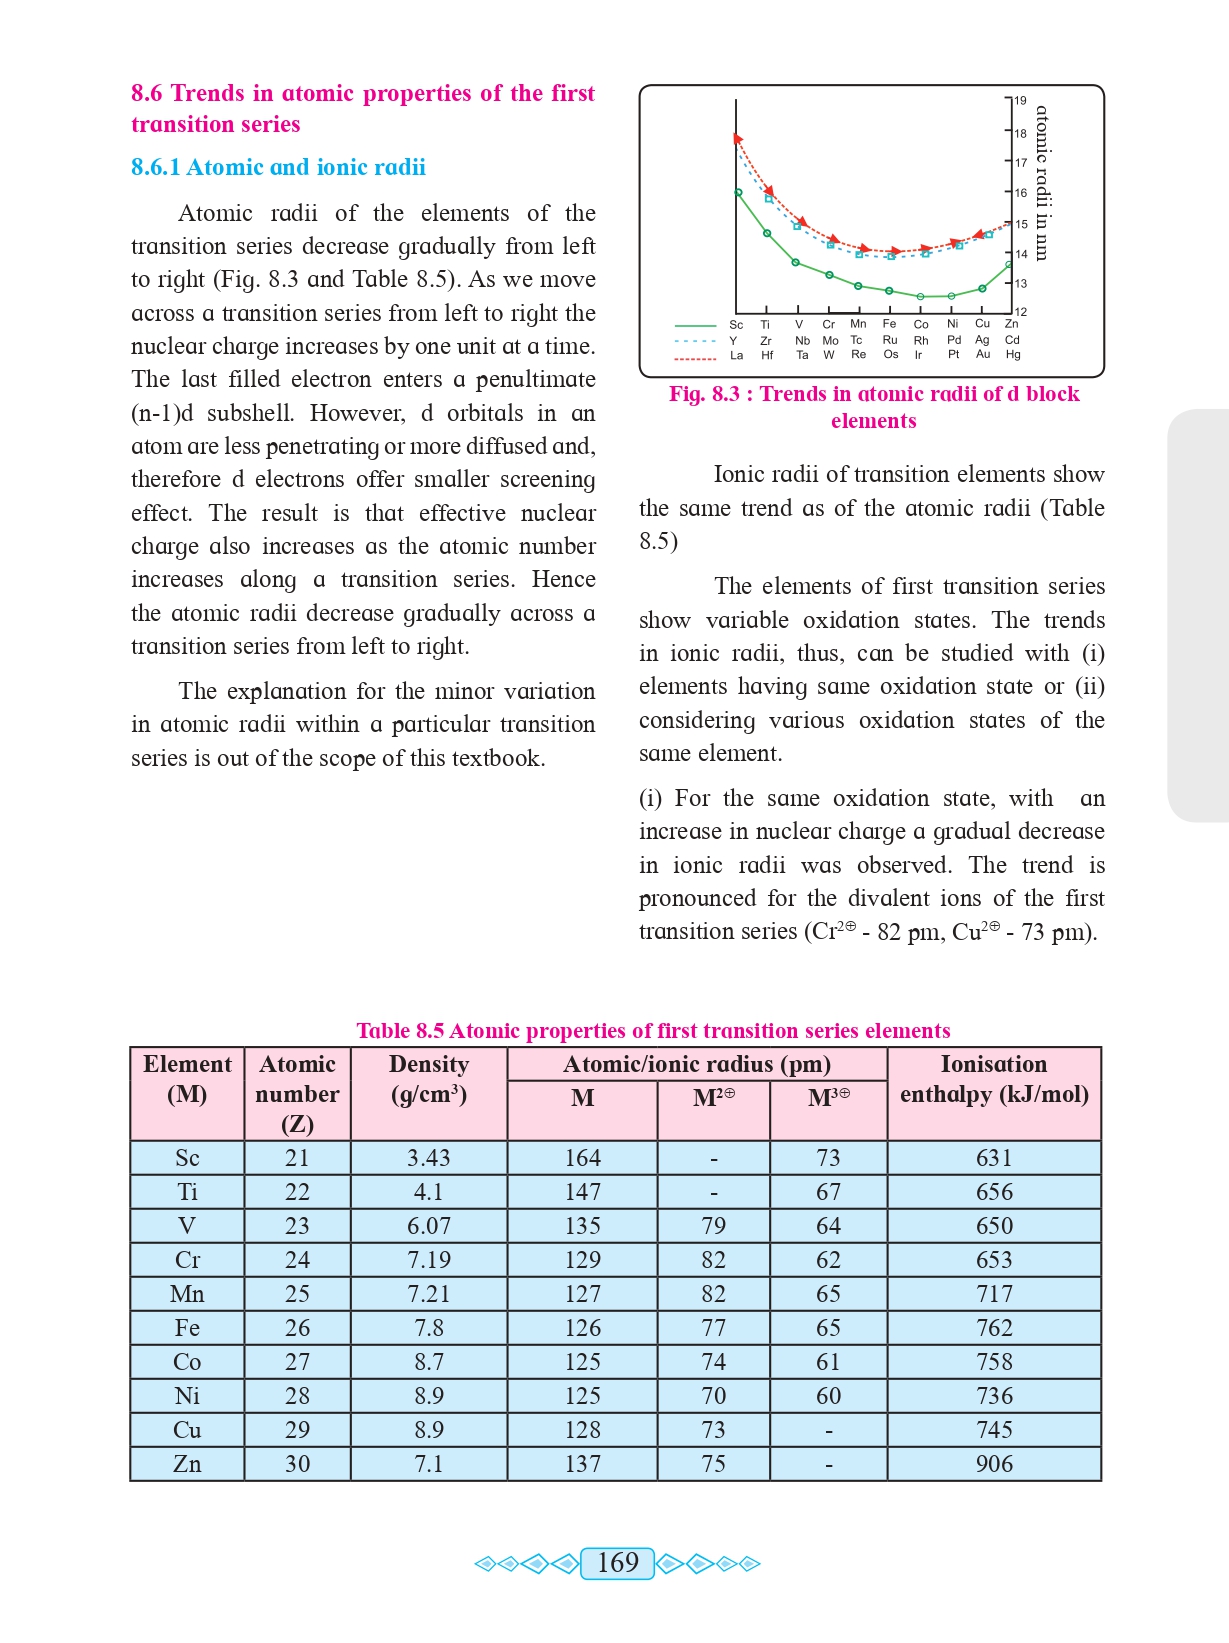 8.6 Trends in atomic properties of the first
transition series
8.6.1 Atomic and ionic radii
Atomic radii of the elements of the
transition series decrease gradually from left
to right (Fig. 8.3 and Table 8.5). As we move
across a transition series from left to right the
nuclear charge increases by one unit at a time.
The last filled electron enters a penultimate
(n-1)d subshell. However, d orbitals in an
atom are less penetrating or more diffused and,
therefore d electrons offer smaller screening
effect. The result is that effective nuclear
charge also increases as the atomic number
increases along a transition series. Hence
the atomic radii decrease gradually across a
transition series from left to right.
The explanation for the minor variation
in atomic radii within a particular transition
series is out of the scope of this textbook.
19
18
17
16
15
14
13
12
atomic radii in nm
Sc Ti V Cr Mn Fe Co Ni Cu Zn
Y Zr Nb Mo Tc Ru Rh Pd Ag Cd
La Hf Ta W Re Os Ir Pt Au Hg
Fig. 8.3 : Trends in atomic radii of d block
elements
Ionic radii of transition elements show
the same trend as of the atomic radii (Table
8.5)
The elements of first transition series
show variable oxidation states. The trends
in ionic radii, thus, can be studied with (i)
elements having same oxidation state or (ii)
considering various oxidation states of the
same element.
(i) For the same oxidation state, with an
increase in nuclear charge a gradual decrease
in ionic radii was observed. The trend is
pronounced for the divalent ions of the first
transition series (Cr²⊕ - 82 pm, Cu²⊕ - 73 pm).
Table 8.5 Atomic properties of first transition series elements
Element Atomic Density Atomic/ionic radius (pm) Ionisation
(M) number (g/cm³) M M²⊕ M³⊕ enthalpy (kJ/mol)
(Z)
Sc 21 3.43 164 - 73 631
Ti 22 4.1 147 - 67 656
V 23 6.07 135 79 64 650
Cr 24 7.19 129 82 62 653
Mn 25 7.21 127 82 65 717
Fe 26 7.8 126 77 65 762
Co 27 8.7 125 74 61 758
Ni 28 8.9 125 70 60 736
Cu 29 8.9 128 73 - 745
Zn 30 7.1 137 75 - 906
169